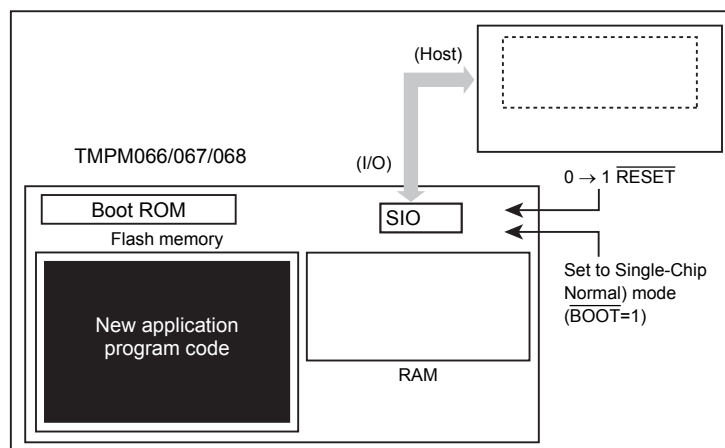 (Host)
TMPM066/067/068
(I/O)
0 → 1 RESET
Boot ROM
SIO
Flash memory
Set to Single-Chip
Normal) mode
(BOOT=1)
New application
program code
RAM